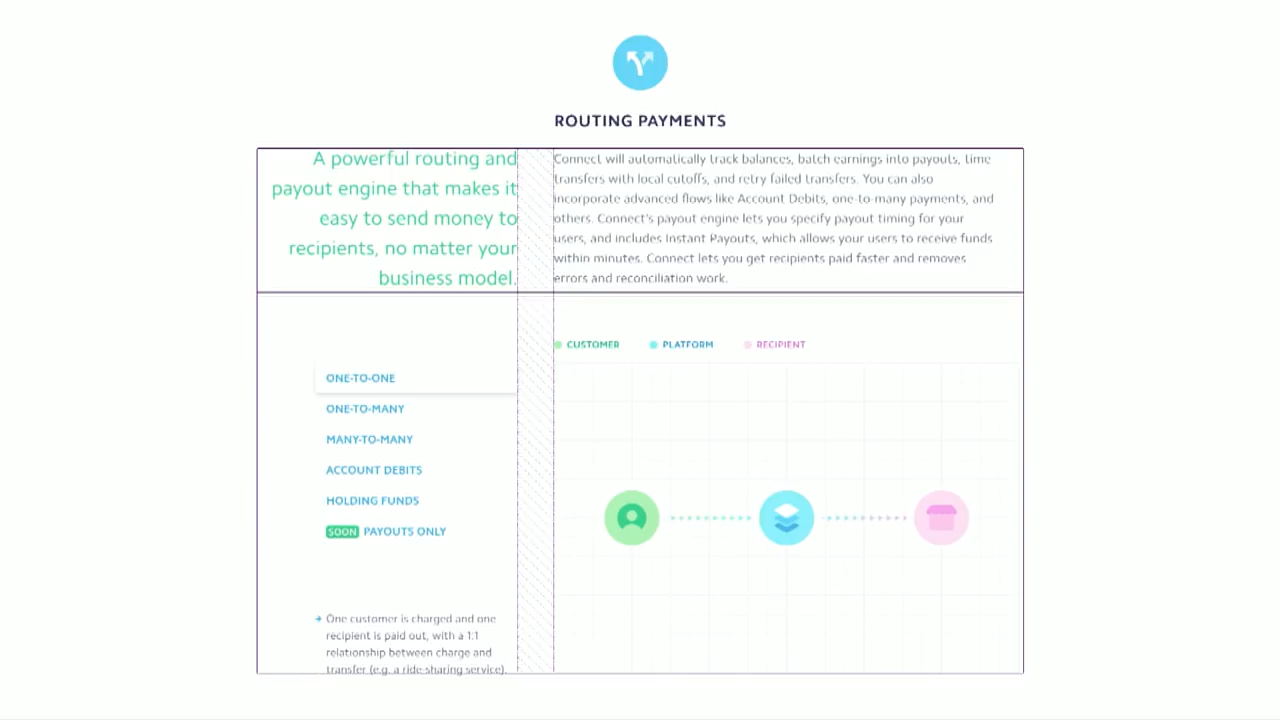 ROUTING PAYMENTS
A powerful routing and
payout engine that makes it
easy to send money to
recipients, no matter your
business model.
Connect will automatically track balances, batch earnings into payouts, time
transfers with local cutoffs, and retry failed transfers. You can also
incorporate advanced flows like Account Debits, one-to-many payments, and
others. Connect's payout engine lets you specify payout timing for your
users, and includes Instant Payouts, which allows your users to receive funds
within minutes. Connect lets you get recipients paid faster and removes
errors and reconciliation work.
CUSTOMER PLATFORM RECIPIENT
ONE-TO-ONE
ONE-TO-MANY
MANY-TO-MANY
ACCOUNT DEBITS
HOLDING FUNDS
SOON PAYOUTS ONLY
One customer is charged and one
recipient is paid out, with a 1:1
relationship between charge and
transfer (e.g. a ride-sharing service).